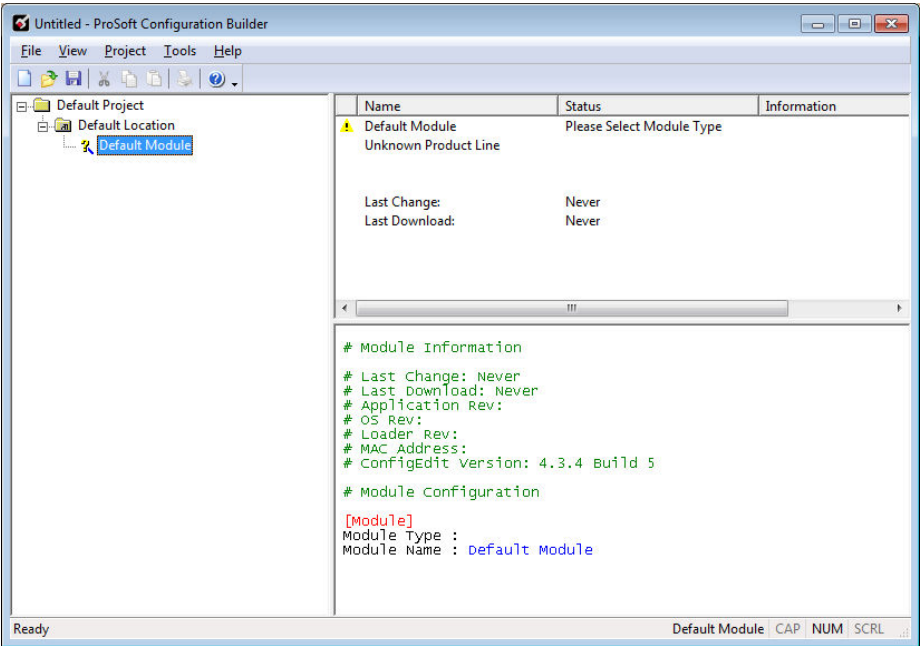 Untitled - ProSoft Configuration Builder
File View Project Tools Help
Default Project
Default Location
Default Module
Name Status Information
Default Module Please Select Module Type
Unknown Product Line
Last Change: Never
Last Download: Never
# Module Information
# Last Change: Never
# Last Download: Never
# Application Rev:
# OS Rev:
# Loader Rev:
# MAC Address:
# ConfigEdit Version: 4.3.4 Build 5
# Module Configuration
[Module]
Module Type :
Module Name : Default Module
Ready Default Module CAP NUM SCRL